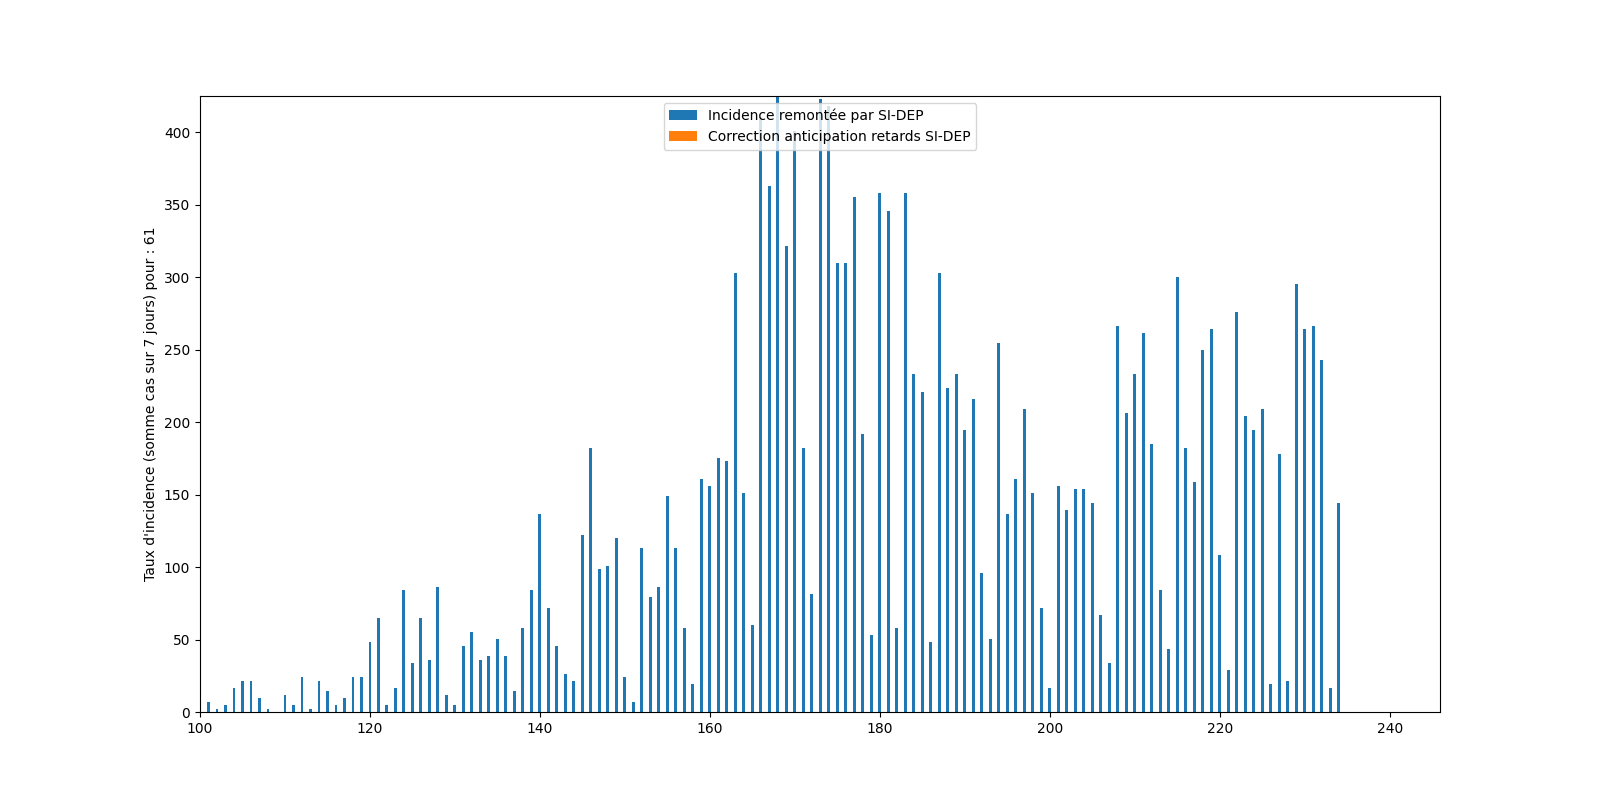 Incidence remontée par SI-DEP
Correction anticipation retards SI-DEP
Taux d'incidence (somme cas sur 7 jours) pour : 61
400
350
300
250
200
150
100
50
0
100 120 140 160 180 200 220 240